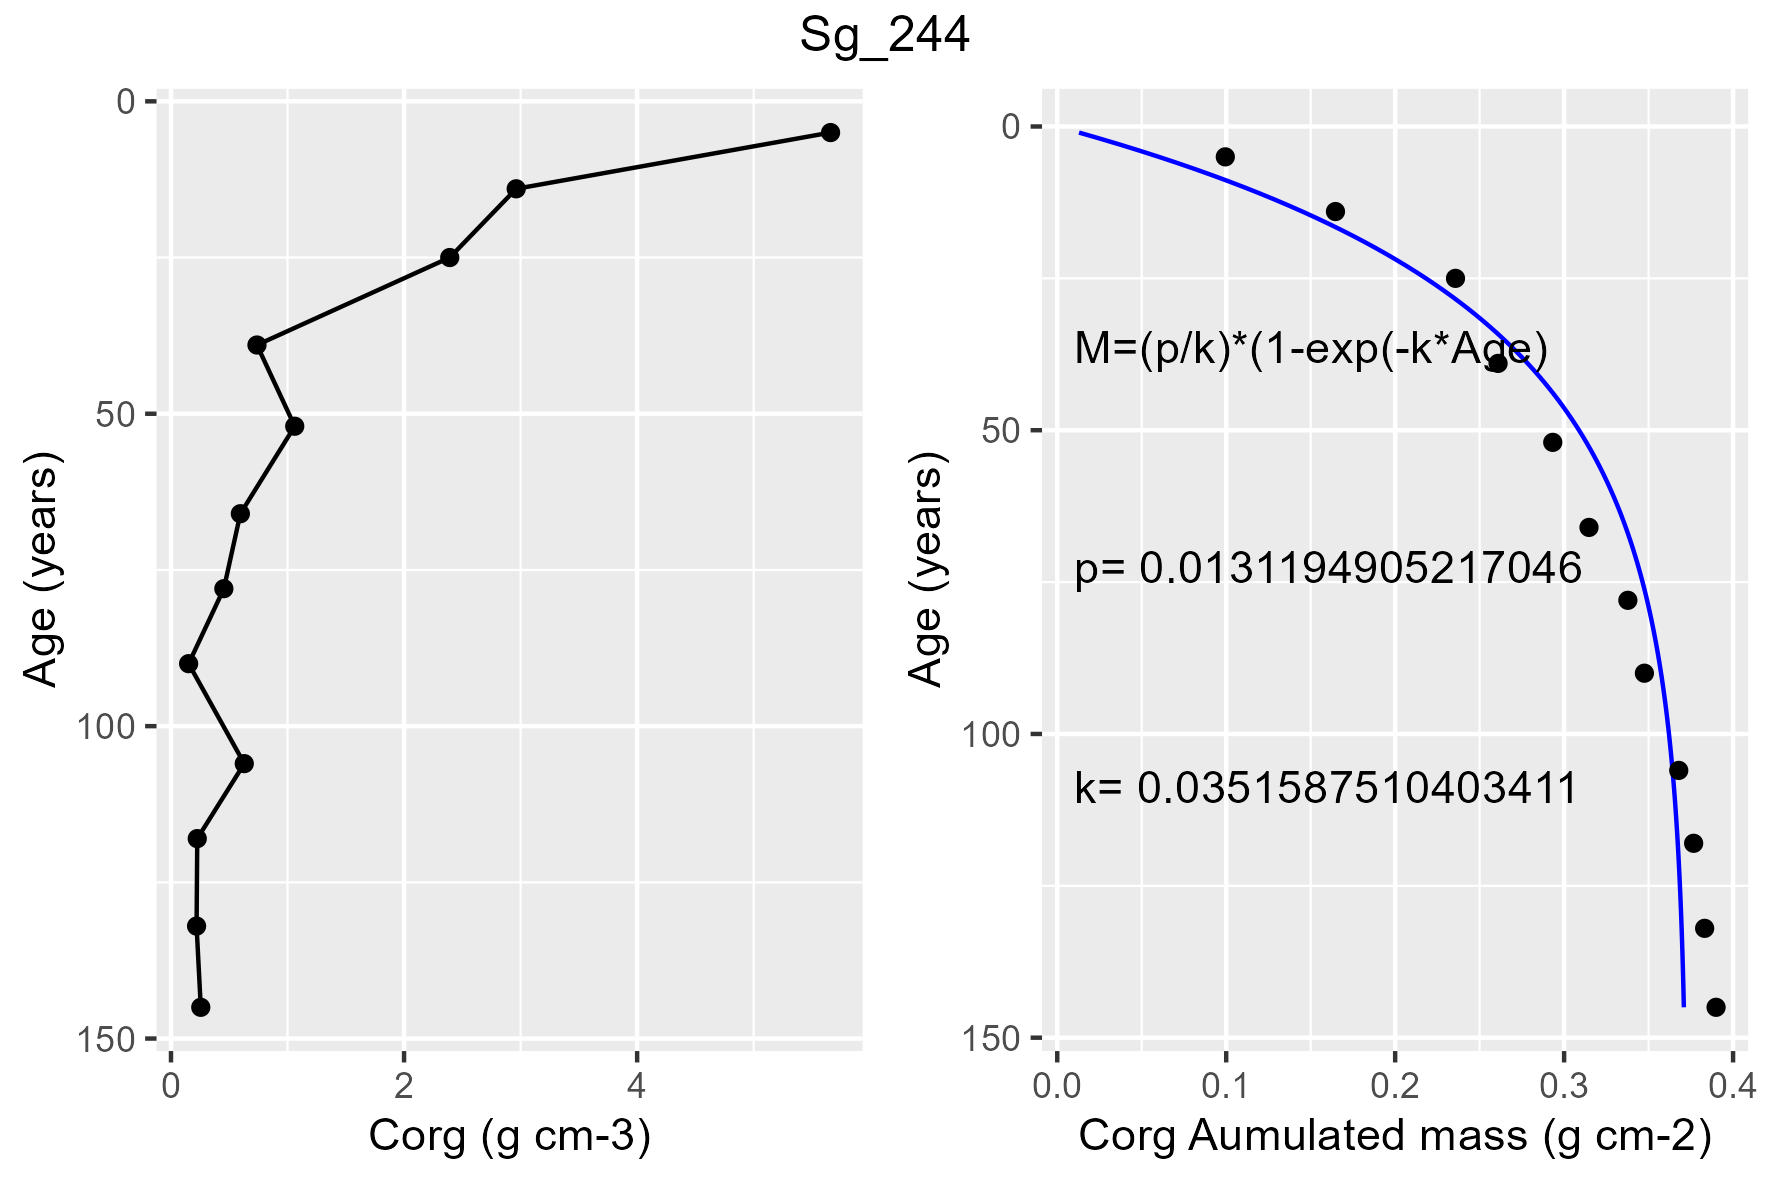 Sg_244
0
50
100
150
Age (years)
0 2 4
Corg (g cm-3)
0
50
100
150
Age (years)
M=(p/k)*(1-exp(-k*Age)
p= 0.0131194905217046
k= 0.0351587510403411
0.0 0.1 0.2 0.3 0.4
Corg Aumulated mass (g cm-2)